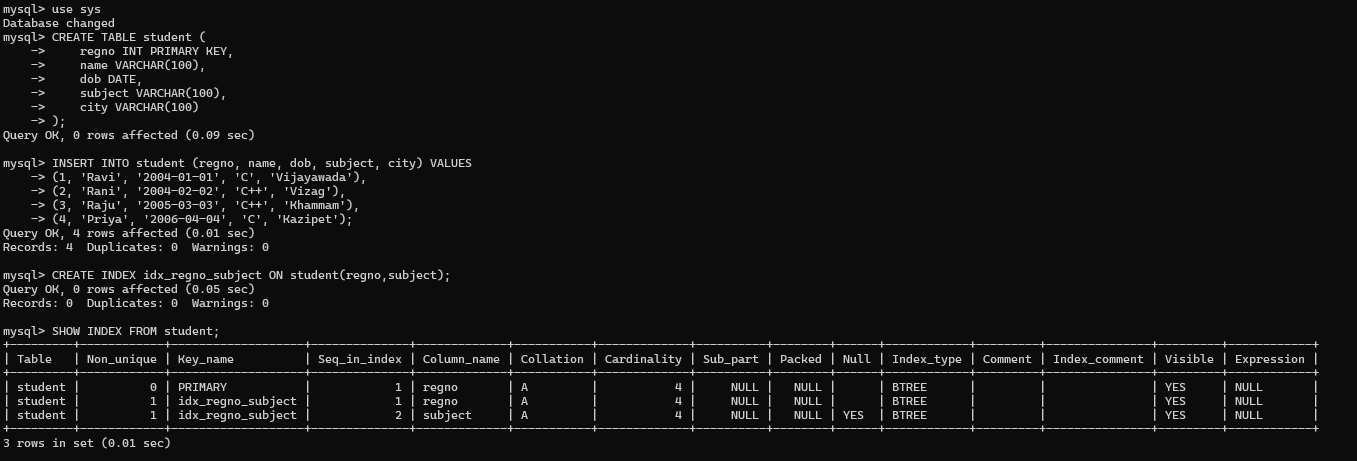 mysql> use sys
Database changed
mysql> CREATE TABLE student (
    ->     regno INT PRIMARY KEY,
    ->     name VARCHAR(100),
    ->     dob DATE,
    ->     subject VARCHAR(100),
    ->     city VARCHAR(100)
    -> );
Query OK, 0 rows affected (0.09 sec)

mysql> INSERT INTO student (regno, name, dob, subject, city) VALUES
    -> (1, 'Ravi', '2004-01-01', 'C', 'Vijayawada'),
    -> (2, 'Rani', '2004-02-02', 'C++', 'Vizag'),
    -> (3, 'Raju', '2005-03-03', 'C++', 'Khammam'),
    -> (4, 'Priya', '2006-04-04', 'C', 'Kazipet');
Query OK, 4 rows affected (0.01 sec)
Records: 4  Duplicates: 0  Warnings: 0

mysql> CREATE INDEX idx_regno_subject ON student(regno,subject);
Query OK, 0 rows affected (0.05 sec)
Records: 0  Duplicates: 0  Warnings: 0

mysql> SHOW INDEX FROM student;
+---------+------------+-------------------+--------------+-------------+-----------+-------------+----------+--------+------+------------+---------+---------------+---------+------------+
| Table   | Non_unique | Key_name          | Seq_in_index | Column_name | Collation | Cardinality | Sub_part | Packed | Null | Index_type | Comment | Index_comment | Visible | Expression |
+---------+------------+-------------------+--------------+-------------+-----------+-------------+----------+--------+------+------------+---------+---------------+---------+------------+
| student |          0 | PRIMARY           |            1 | regno       | A         |           4 |     NULL |   NULL |      | BTREE      |         |               | YES     | NULL       |
| student |          1 | idx_regno_subject |            1 | regno       | A         |           4 |     NULL |   NULL |      | BTREE      |         |               | YES     | NULL       |
| student |          1 | idx_regno_subject |            2 | subject     | A         |           4 |     NULL |   NULL | YES  | BTREE      |         |               | YES     | NULL       |
+---------+------------+-------------------+--------------+-------------+-----------+-------------+----------+--------+------+------------+---------+---------------+---------+------------+
3 rows in set (0.01 sec)